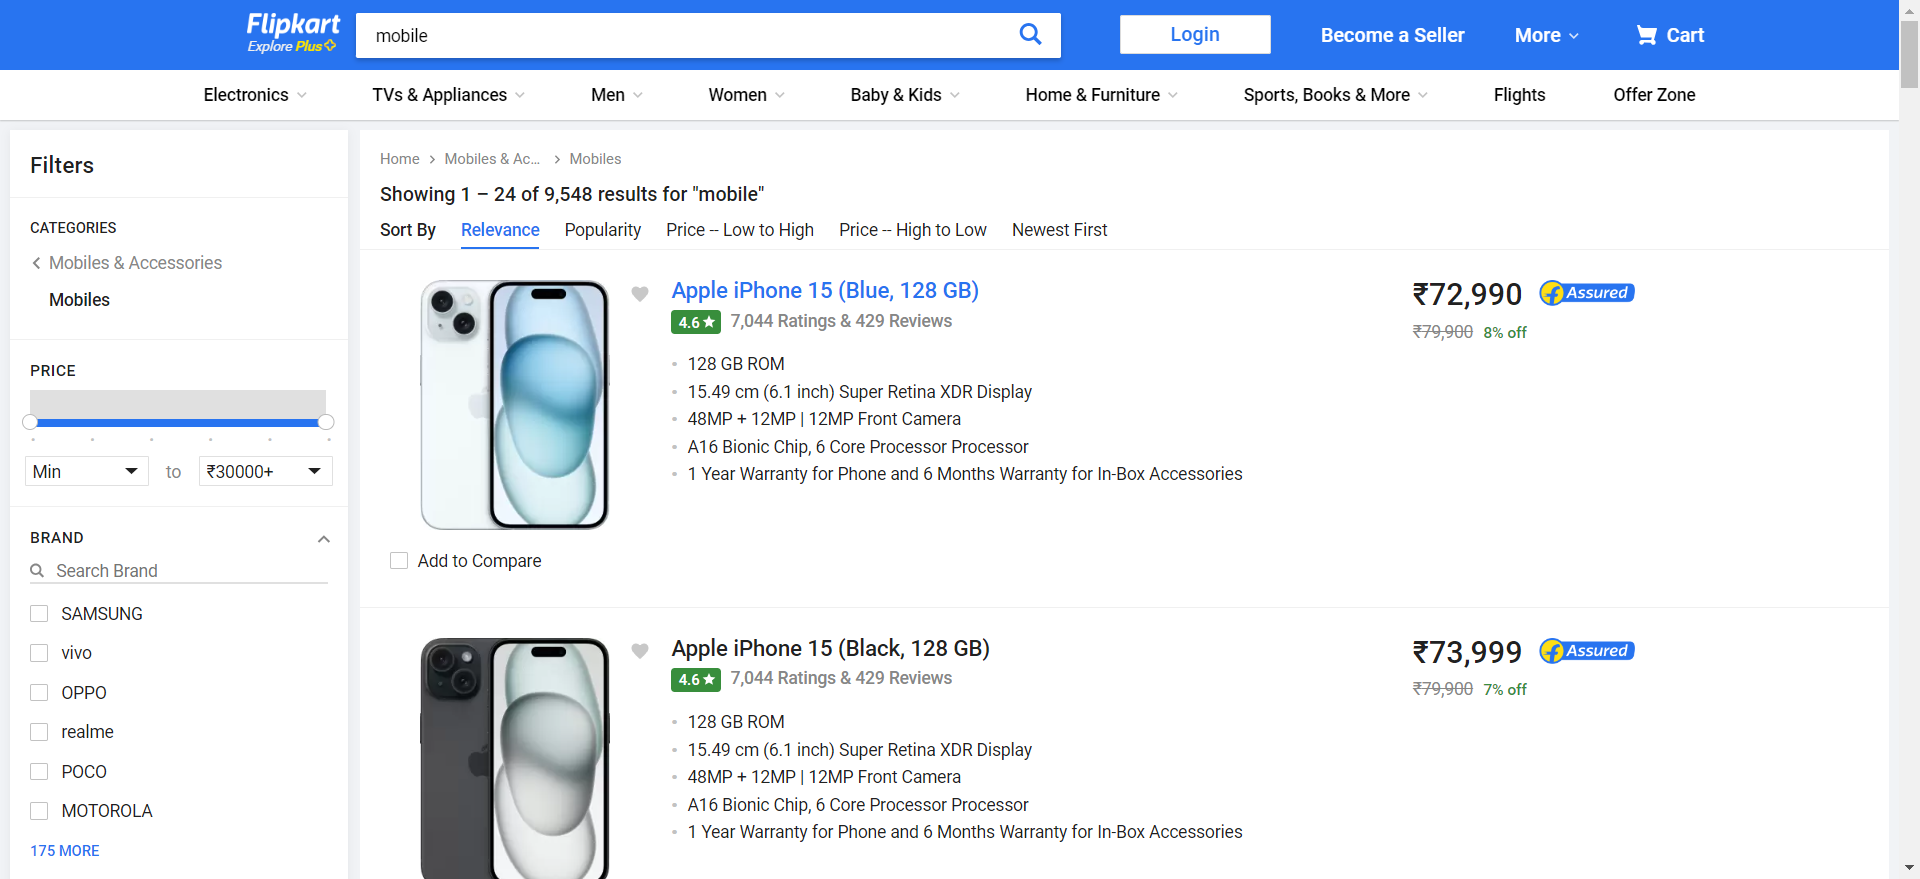 Flipkart
Explore Plus
mobile
Login
Become a Seller
More
Cart
Electronics
TVs & Appliances
Men
Women
Baby & Kids
Home & Furniture
Sports, Books & More
Flights
Offer Zone
Filters
CATEGORIES
Mobiles & Accessories
Mobiles
PRICE
Min
to
₹30000+
BRAND
Search Brand
SAMSUNG
vivo
OPPO
realme
POCO
MOTOROLA
175 MORE
Home
Mobiles & Ac...
Mobiles
Showing 1 – 24 of 9,548 results for "mobile"
Sort By
Relevance
Popularity
Price -- Low to High
Price -- High to Low
Newest First
Apple iPhone 15 (Blue, 128 GB)
4.6
7,044 Ratings & 429 Reviews
128 GB ROM
15.49 cm (6.1 inch) Super Retina XDR Display
48MP + 12MP | 12MP Front Camera
A16 Bionic Chip, 6 Core Processor Processor
1 Year Warranty for Phone and 6 Months Warranty for In-Box Accessories
₹72,990
Assured
₹79,900
8% off
Add to Compare
Apple iPhone 15 (Black, 128 GB)
4.6
7,044 Ratings & 429 Reviews
128 GB ROM
15.49 cm (6.1 inch) Super Retina XDR Display
48MP + 12MP | 12MP Front Camera
A16 Bionic Chip, 6 Core Processor Processor
1 Year Warranty for Phone and 6 Months Warranty for In-Box Accessories
₹73,999
Assured
₹79,900
7% off